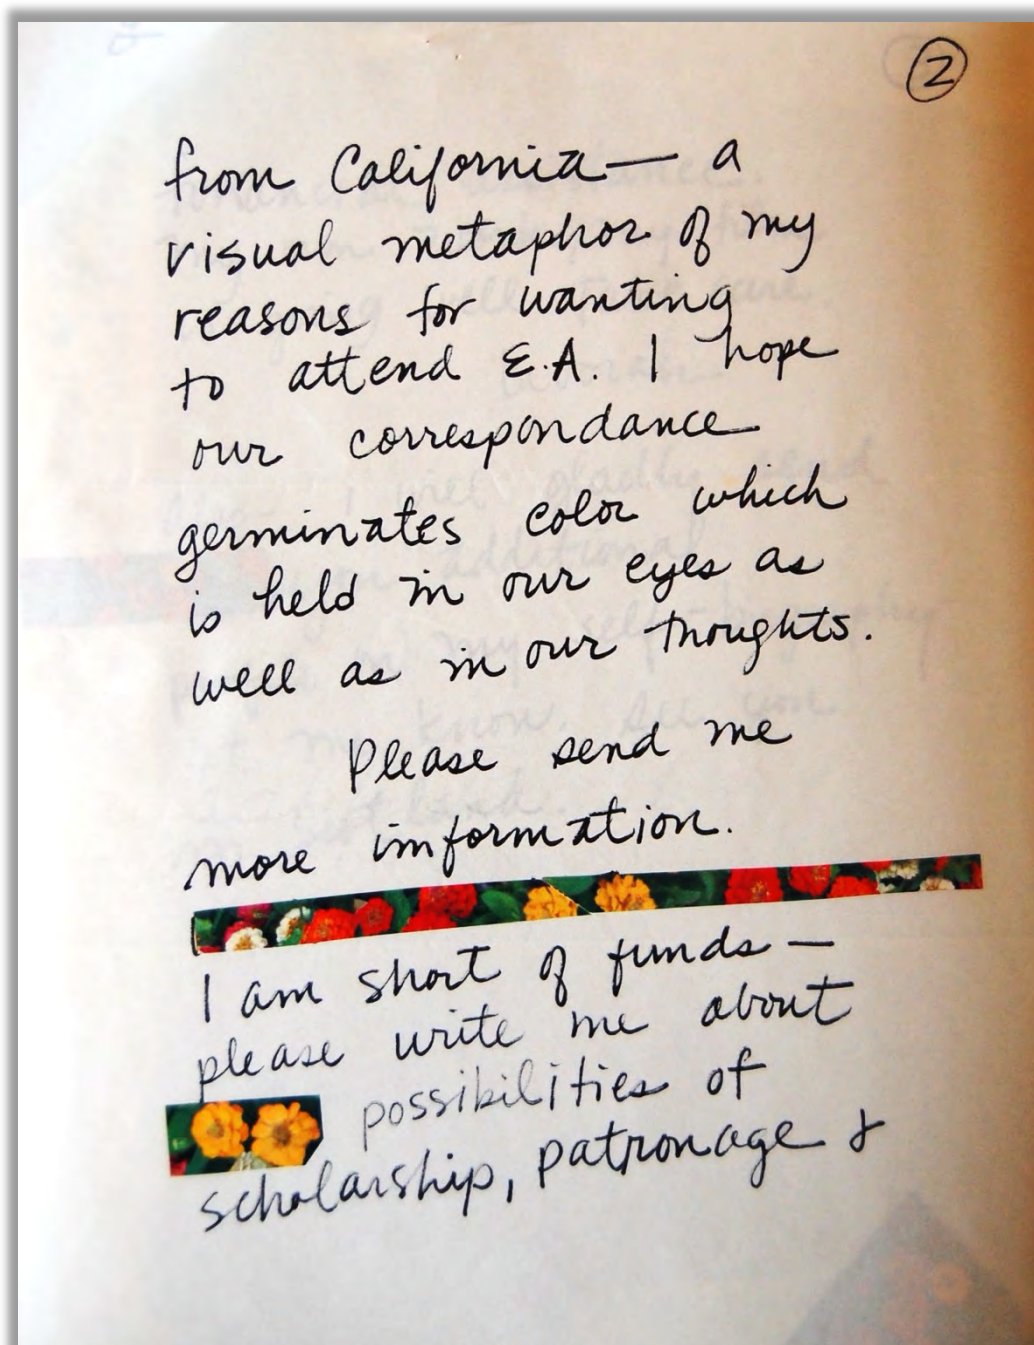 2
from California — a
visual metaphor of my
reasons for wanting
to attend E.A. I hope
our correspondance
germinates color which
is held in our eyes as
well as in our thoughts.
Please send me
more information.
I am short of funds —
please write me about
possibilities of
scholarship, patronage &